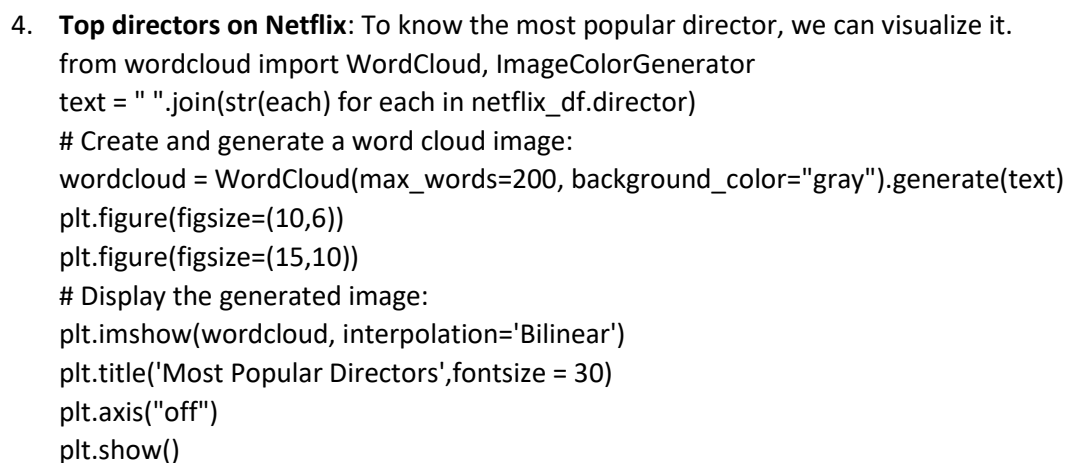 4. Top directors on Netflix: To know the most popular director, we can visualize it.
from wordcloud import WordCloud, ImageColorGenerator
text = " ".join(str(each) for each in netflix_df.director)
# Create and generate a word cloud image:
wordcloud = WordCloud(max_words=200, background_color="gray").generate(text)
plt.figure(figsize=(10,6))
plt.figure(figsize=(15,10))
# Display the generated image:
plt.imshow(wordcloud, interpolation='Bilinear')
plt.title('Most Popular Directors',fontsize = 30)
plt.axis("off")
plt.show()